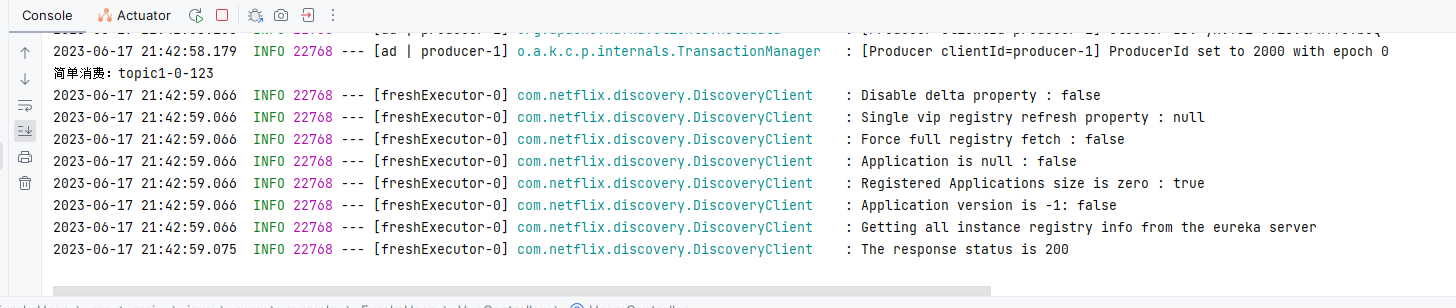 Console Actuator
2023-06-17 21:42:58.179  INFO 22768 --- [ad | producer-1] o.a.k.c.p.internals.TransactionManager   : [Producer clientId=producer-1] ProducerId set to 2000 with epoch 0
简单消费：topic1-0-123
2023-06-17 21:42:59.066  INFO 22768 --- [freshExecutor-0] com.netflix.discovery.DiscoveryClient    : Disable delta property : false
2023-06-17 21:42:59.066  INFO 22768 --- [freshExecutor-0] com.netflix.discovery.DiscoveryClient    : Single vip registry refresh property : null
2023-06-17 21:42:59.066  INFO 22768 --- [freshExecutor-0] com.netflix.discovery.DiscoveryClient    : Force full registry fetch : false
2023-06-17 21:42:59.066  INFO 22768 --- [freshExecutor-0] com.netflix.discovery.DiscoveryClient    : Application is null : false
2023-06-17 21:42:59.066  INFO 22768 --- [freshExecutor-0] com.netflix.discovery.DiscoveryClient    : Registered Applications size is zero : true
2023-06-17 21:42:59.066  INFO 22768 --- [freshExecutor-0] com.netflix.discovery.DiscoveryClient    : Application version is -1: false
2023-06-17 21:42:59.066  INFO 22768 --- [freshExecutor-0] com.netflix.discovery.DiscoveryClient    : Getting all instance registry info from the eureka server
2023-06-17 21:42:59.075  INFO 22768 --- [freshExecutor-0] com.netflix.discovery.DiscoveryClient    : The response status is 200